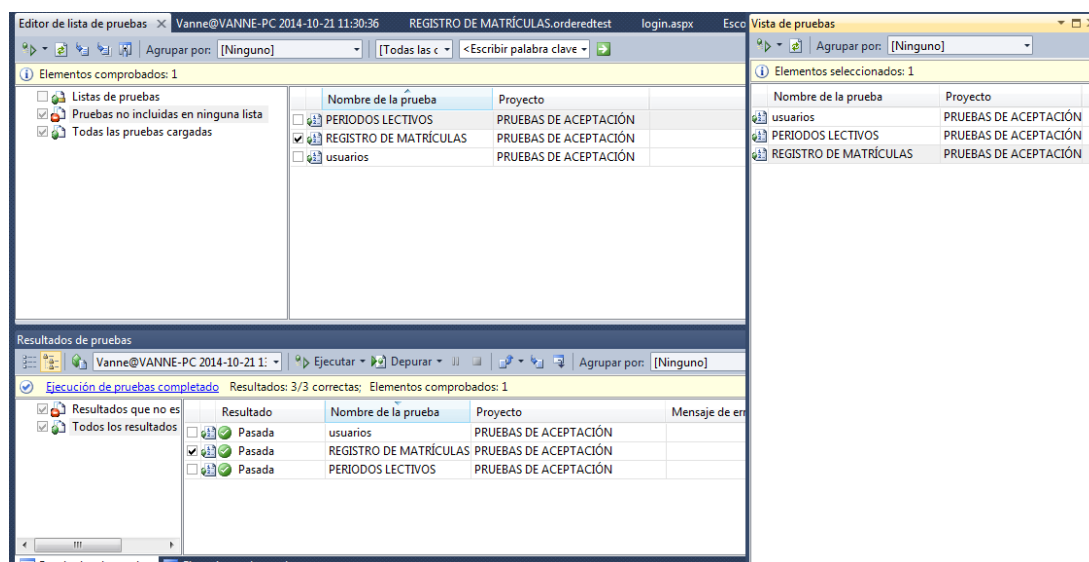 Editor de lista de pruebas
Vanne@VANNE-PC 2014-10-21 11:30:36
REGISTRO DE MATRÍCULAS.orderedtest
login.aspx
Esco
Agrupar por: [Ninguno]
[Todas las c
<Escribir palabra clave
Elementos comprobados: 1
Listas de pruebas
Pruebas no incluidas en ninguna lista
Todas las pruebas cargadas
Nombre de la prueba Proyecto
PERIODOS LECTIVOS PRUEBAS DE ACEPTACIÓN
REGISTRO DE MATRÍCULAS PRUEBAS DE ACEPTACIÓN
usuarios PRUEBAS DE ACEPTACIÓN
Vista de pruebas
Agrupar por: [Ninguno]
Elementos seleccionados: 1
Nombre de la prueba Proyecto
usuarios PRUEBAS DE ACEPTACIÓN
PERIODOS LECTIVOS PRUEBAS DE ACEPTACIÓN
REGISTRO DE MATRÍCULAS PRUEBAS DE ACEPTACIÓN
Resultados de pruebas
Vanne@VANNE-PC 2014-10-21 1
Ejecutar Depurar Agrupar por: [Ninguno]
Ejecución de pruebas completado Resultados: 3/3 correctas; Elementos comprobados: 1
Resultados que no es
Todos los resultados
Resultado Nombre de la prueba Proyecto Mensaje de err
Pasada usuarios PRUEBAS DE ACEPTACIÓN
Pasada REGISTRO DE MATRÍCULAS PRUEBAS DE ACEPTACIÓN
Pasada PERIODOS LECTIVOS PRUEBAS DE ACEPTACIÓN